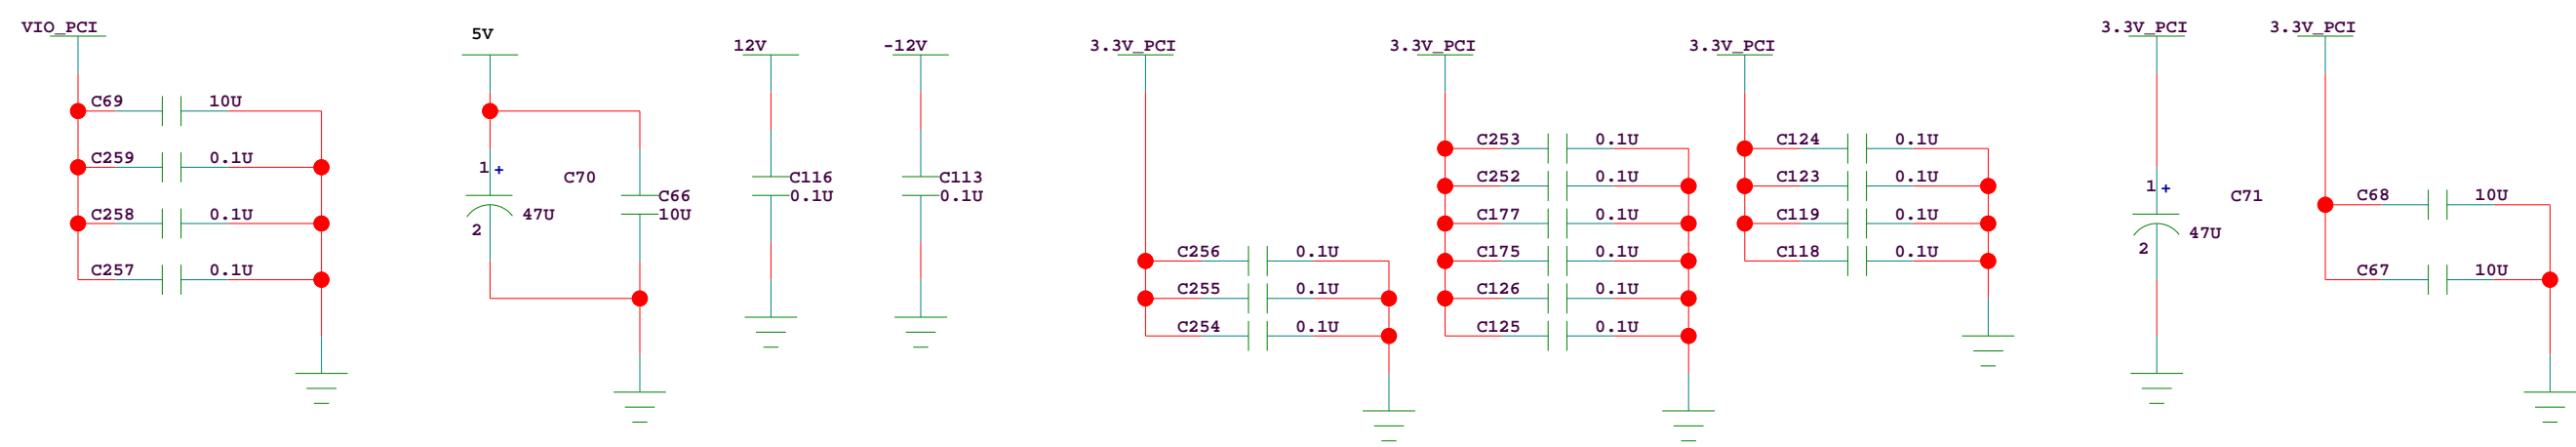 VIO_PCI
C69 10U
C259 0.1U
C258 0.1U
C257 0.1U
5V
1 +
C70
47U
2
C66
10U
12V
C116
0.1U
-12V
C113
0.1U
3.3V_PCI
C256 0.1U
C255 0.1U
C254 0.1U
3.3V_PCI
C253 0.1U
C252 0.1U
C177 0.1U
C175 0.1U
C126 0.1U
C125 0.1U
3.3V_PCI
C124 0.1U
C123 0.1U
C119 0.1U
C118 0.1U
3.3V_PCI
1 +
C71
47U
2
3.3V_PCI
C68 10U
C67 10U